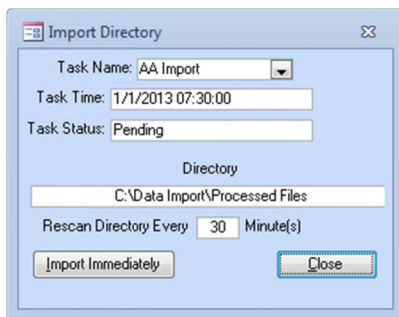 Import Directory
Task Name: AA Import
Task Time: 1/1/2013 07:30:00
Task Status: Pending
Directory
C:\Data Import\Processed Files
Rescan Directory Every 30 Minute(s)
Import Immediately Close